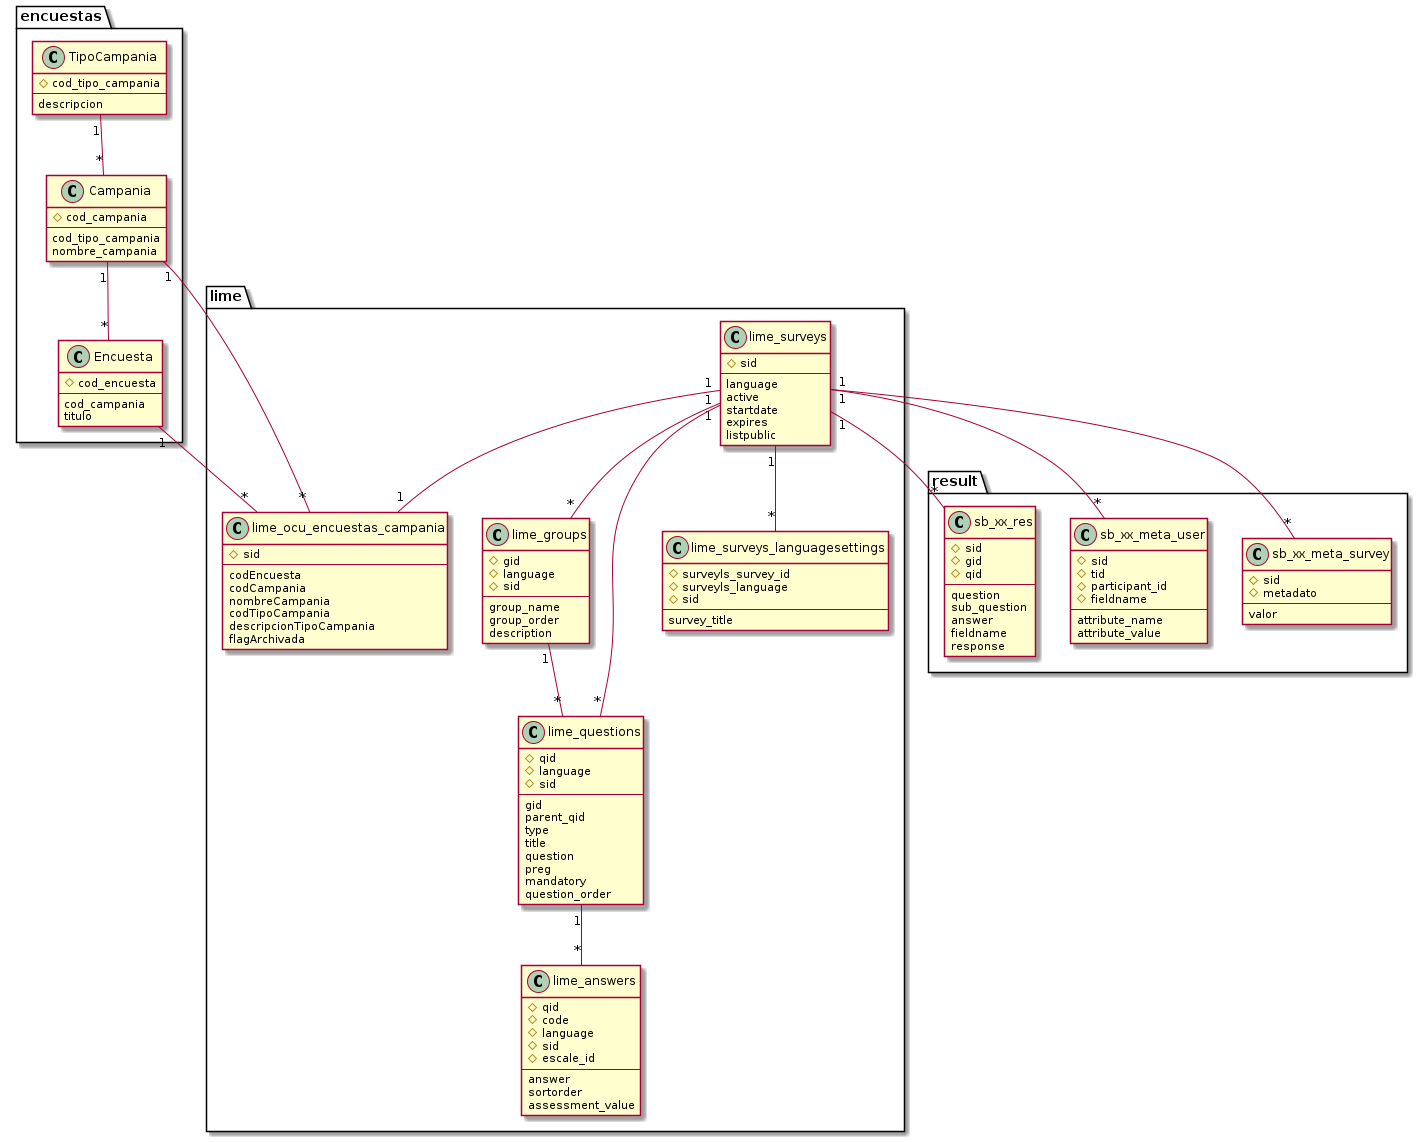 encuestas
C TipoCampania
cod_tipo_campania
descripcion
1
*
C Campania
cod_campania
cod_tipo_campania
nombre_campania
1
1
*
C Encuesta
cod_encuesta
cod_campania
titulo
1
lime
C lime_surveys
sid
language
active
startdate
expires
listpublic
1
1
1
1
1
1
1
*
*
1
*
*
C lime_ocu_encuestas_campania
sid
codEncuesta
codCampania
nombreCampania
codTipoCampania
descripcionTipoCampania
flagArchivada
C lime_groups
gid
language
sid
group_name
group_order
description
1
*
*
C lime_surveys_languagesettings
surveyls_survey_id
surveyls_language
sid
survey_title
C lime_questions
qid
language
sid
gid
parent_qid
type
title
question
preg
mandatory
question_order
1
*
C lime_answers
qid
code
language
sid
escale_id
answer
sortorder
assessment_value
result
*
*
*
C sb_xx_res
sid
gid
qid
question
sub_question
answer
fieldname
response
C sb_xx_meta_user
sid
tid
participant_id
fieldname
attribute_name
attribute_value
C sb_xx_meta_survey
sid
metadato
valor